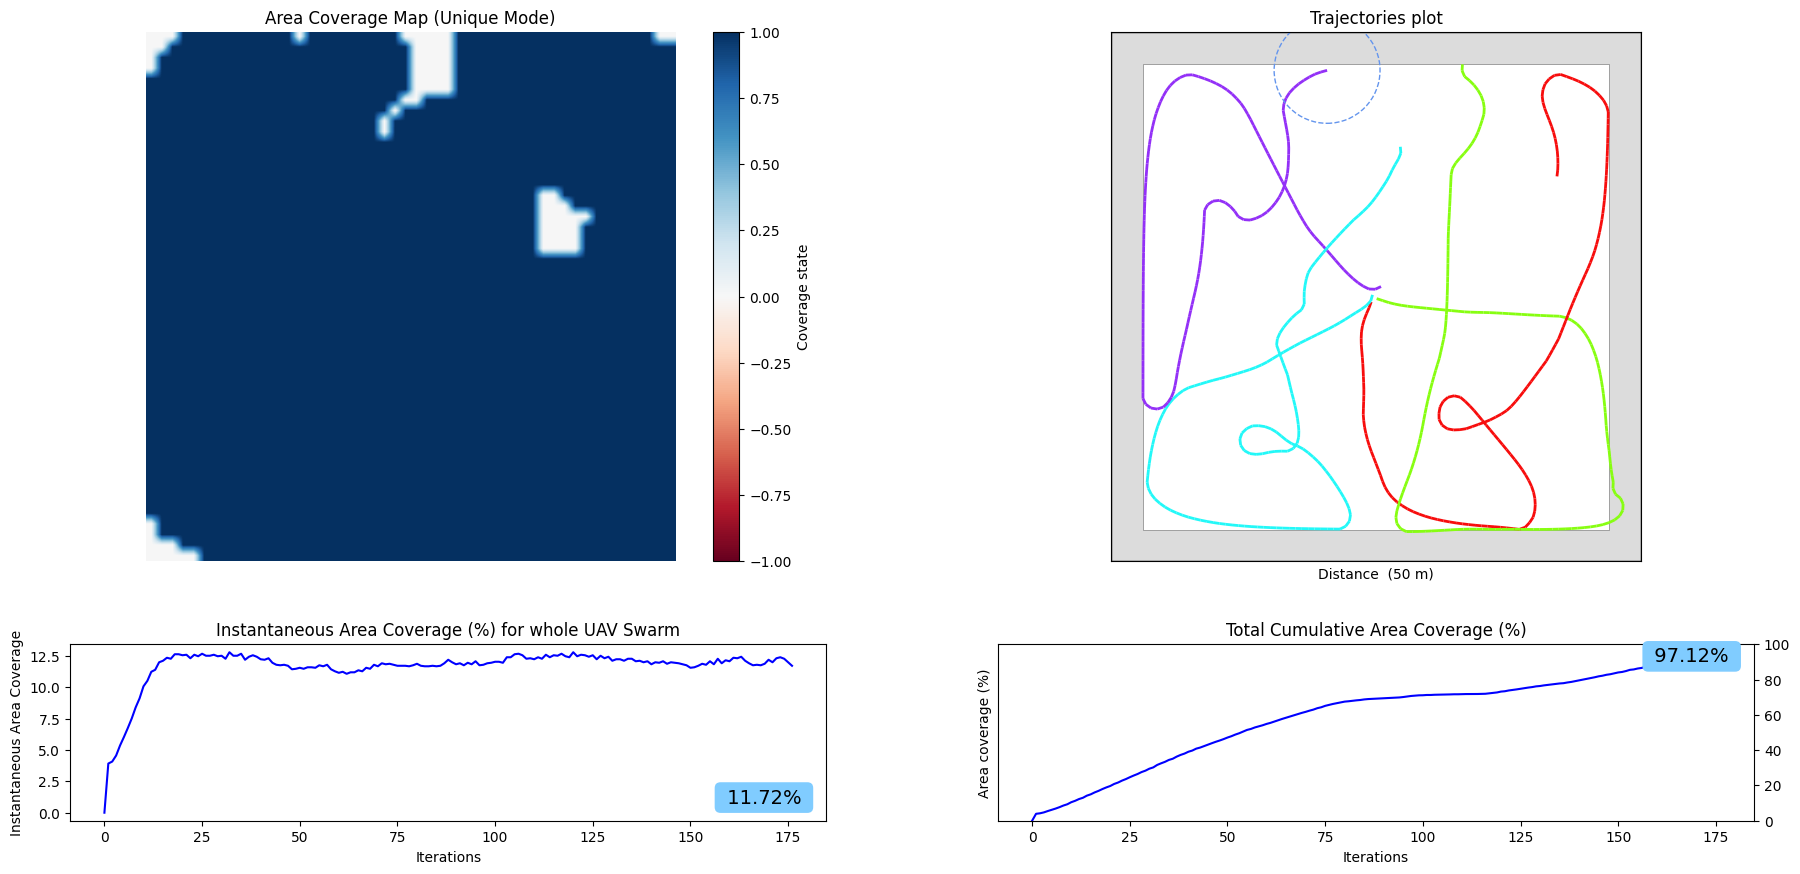 Area Coverage Map (Unique Mode)
1.00
0.75
0.50
0.25
0.00
−0.25
−0.50
−0.75
−1.00
Coverage state
Trajectories plot
Distance  (50 m)
Instantaneous Area Coverage (%) for whole UAV Swarm
Instantaneous Area Coverage
12.5
10.0
7.5
5.0
2.5
0.0
11.72%
0 25 50 75 100 125 150 175
Iterations
Total Cumulative Area Coverage (%)
Area coverage (%)
97.12%
100
80
60
40
20
0
0 25 50 75 100 125 150 175
Iterations